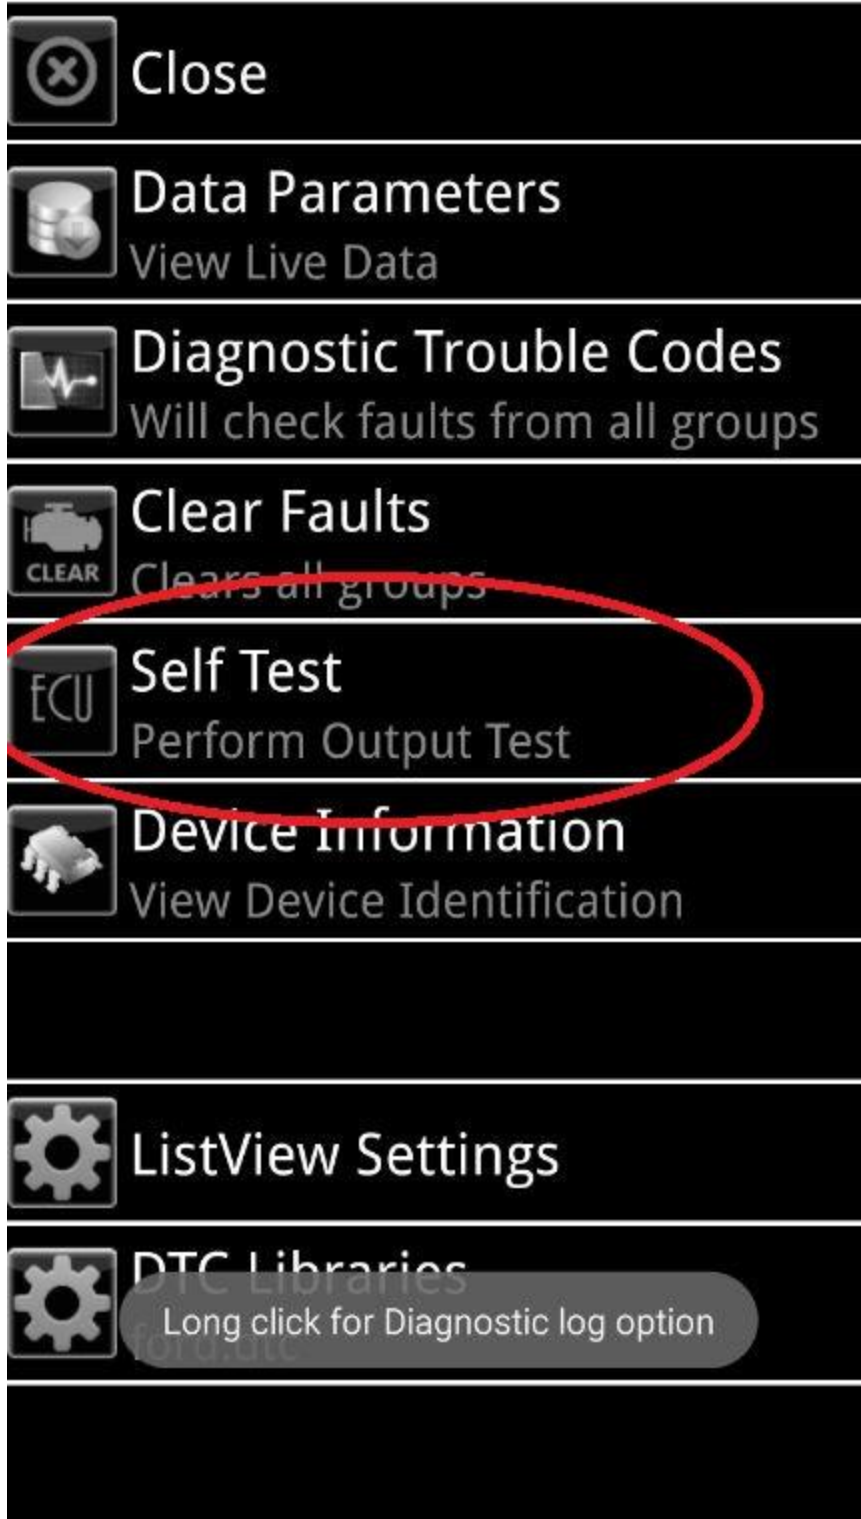 Close
Data Parameters
View Live Data
Diagnostic Trouble Codes
Will check faults from all groups
Clear Faults
CLEAR
Clears all groups
Self Test
ECU
Perform Output Test
Device Information
View Device Identification
ListView Settings
DTC Libraries
Long click for Diagnostic log option
ford.dtc